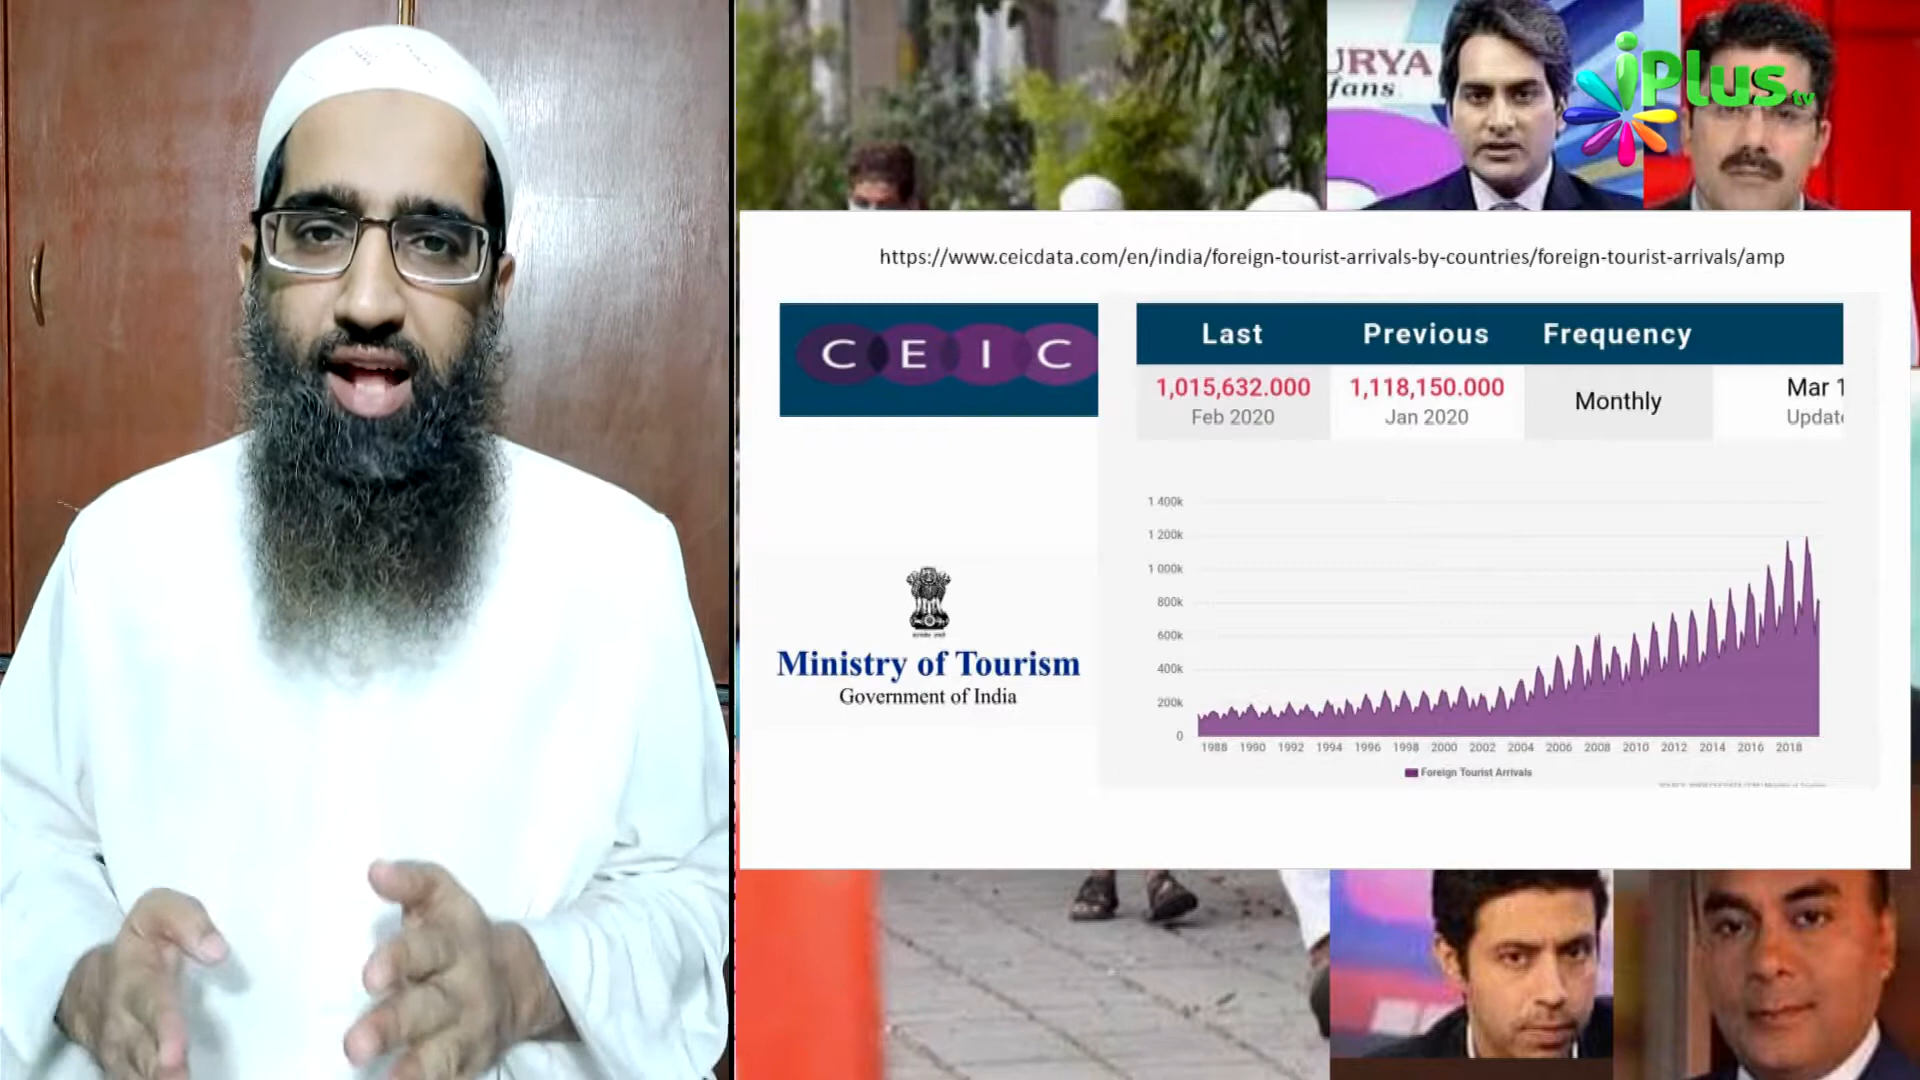 URYA
fans
iPlus tv
https://www.ceicdata.com/en/india/foreign-tourist-arrivals-by-countries/foreign-tourist-arrivals/amp
CEIC
Last Previous Frequency
1,015,632.000 1,118,150.000 Monthly Mar 1
Feb 2020 Jan 2020 Update
1 400k
1 200k
1 000k
800k
600k
400k
200k
0
1988 1990 1992 1994 1996 1998 2000 2002 2004 2006 2008 2010 2012 2014 2016 2018
Foreign Tourist Arrivals
Ministry of Tourism
Government of India